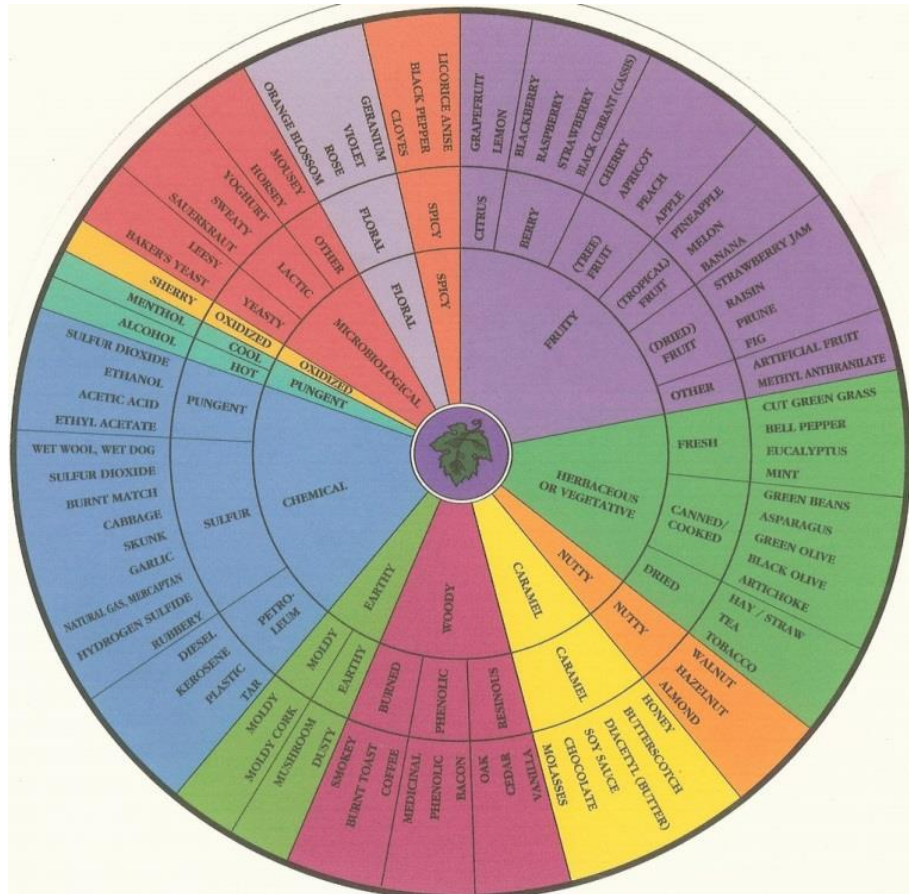 FRUITY
CITRUS
GRAPEFRUIT
LEMON
BERRY
BLACKBERRY
RASPBERRY
STRAWBERRY
BLACK CURRANT (CASSIS)
(TREE)
FRUIT
CHERRY
APRICOT
PEACH
APPLE
(TROPICAL)
FRUIT
PINEAPPLE
MELON
BANANA
(DRIED)
FRUIT
STRAWBERRY JAM
RAISIN
PRUNE
FIG
OTHER
ARTIFICIAL FRUIT
METHYL ANTHRANILATE
HERBACEOUS
OR VEGETATIVE
FRESH
CUT GREEN GRASS
BELL PEPPER
EUCALYPTUS
MINT
CANNED/
COOKED
GREEN BEANS
ASPARAGUS
GREEN OLIVE
BLACK OLIVE
ARTICHOKE
DRIED
HAY / STRAW
TEA
TOBACCO
NUTTY
NUTTY
WALNUT
HAZELNUT
ALMOND
CARAMEL
CARAMEL
HONEY
BUTTERSCOTCH
DIACETYL (BUTTER)
SOY SAUCE
CHOCOLATE
MOLASSES
WOODY
RESINOUS
VANILLA
CEDAR
OAK
PHENOLIC
BACON
PHENOLIC
MEDICINAL
BURNED
COFFEE
BURNT TOAST
SMOKEY
EARTHY
EARTHY
DUSTY
MUSHROOM
MOLDY
MOLDY CORK
MOLDY
CHEMICAL
PETRO-
LEUM
TAR
PLASTIC
KEROSENE
DIESEL
SULFUR
RUBBERY
HYDROGEN SULFIDE
NATURAL GAS, MERCAPTAN
GARLIC
SKUNK
CABBAGE
BURNT MATCH
SULFUR DIOXIDE
WET WOOL, WET DOG
PUNGENT
ETHYL ACETATE
ACETIC ACID
ETHANOL
SULFUR DIOXIDE
PUNGENT
HOT
ALCOHOL
COOL
MENTHOL
OXIDIZED
OXIDIZED
SHERRY
MICROBIOLOGICAL
YEASTY
BAKER'S YEAST
LEESY
LACTIC
SAUERKRAUT
SWEATY
YOGHURT
OTHER
HORSEY
MOUSEY
FLORAL
FLORAL
ORANGE BLOSSOM
ROSE
VIOLET
GERANIUM
SPICY
SPICY
CLOVES
BLACK PEPPER
LICORICE ANISE